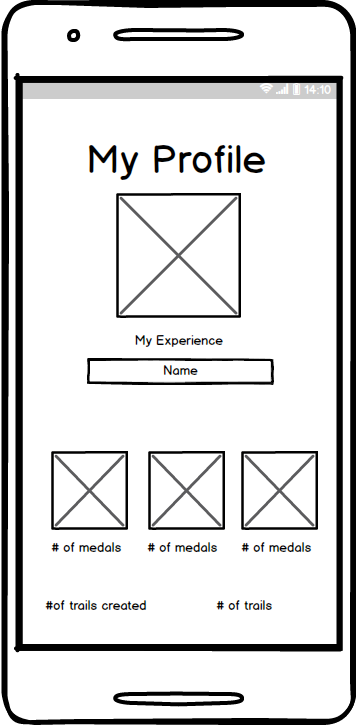 14:10
My Profile
My Experience
Name
# of medals # of medals # of medals
#of trails created # of trails